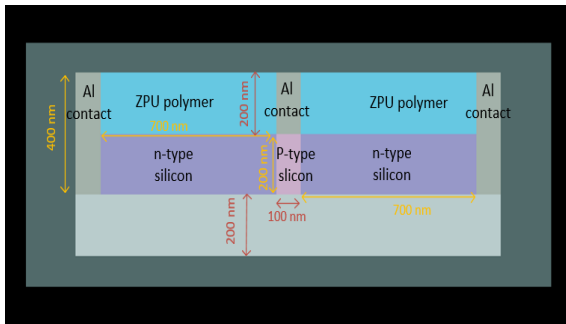 Al
contact
ZPU polymer
Al
contact
ZPU polymer
Al
contact
400 nm
200 nm
700 nm
n-type
silicon
200 nm
P-type
slicon
n-type
silicon
200 nm
100 nm
700 nm